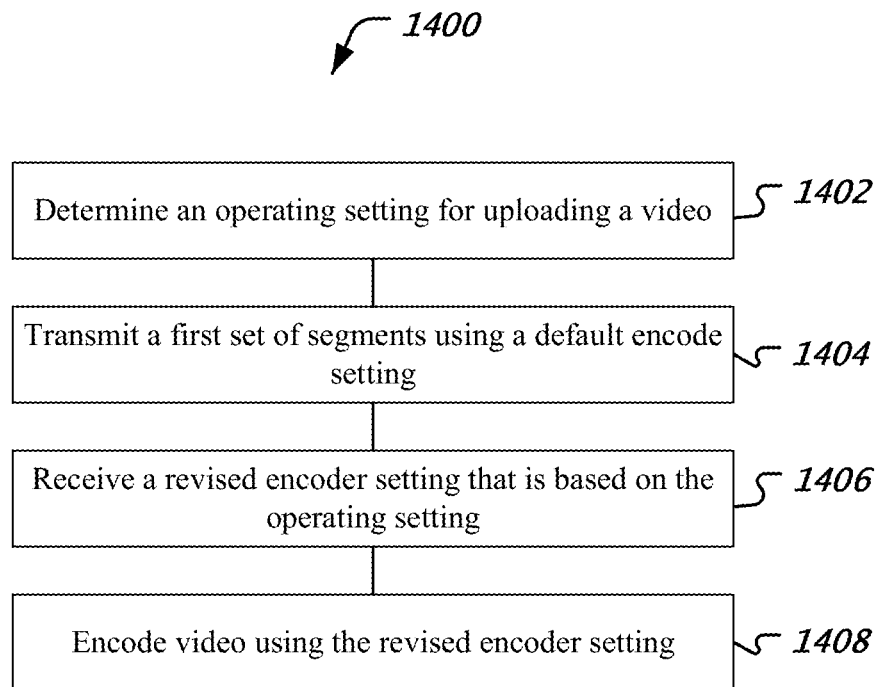 1400
Determine an operating setting for uploading a video
1402
Transmit a first set of segments using a default encode
setting
1404
Receive a revised encoder setting that is based on the
operating setting
1406
Encode video using the revised encoder setting
1408